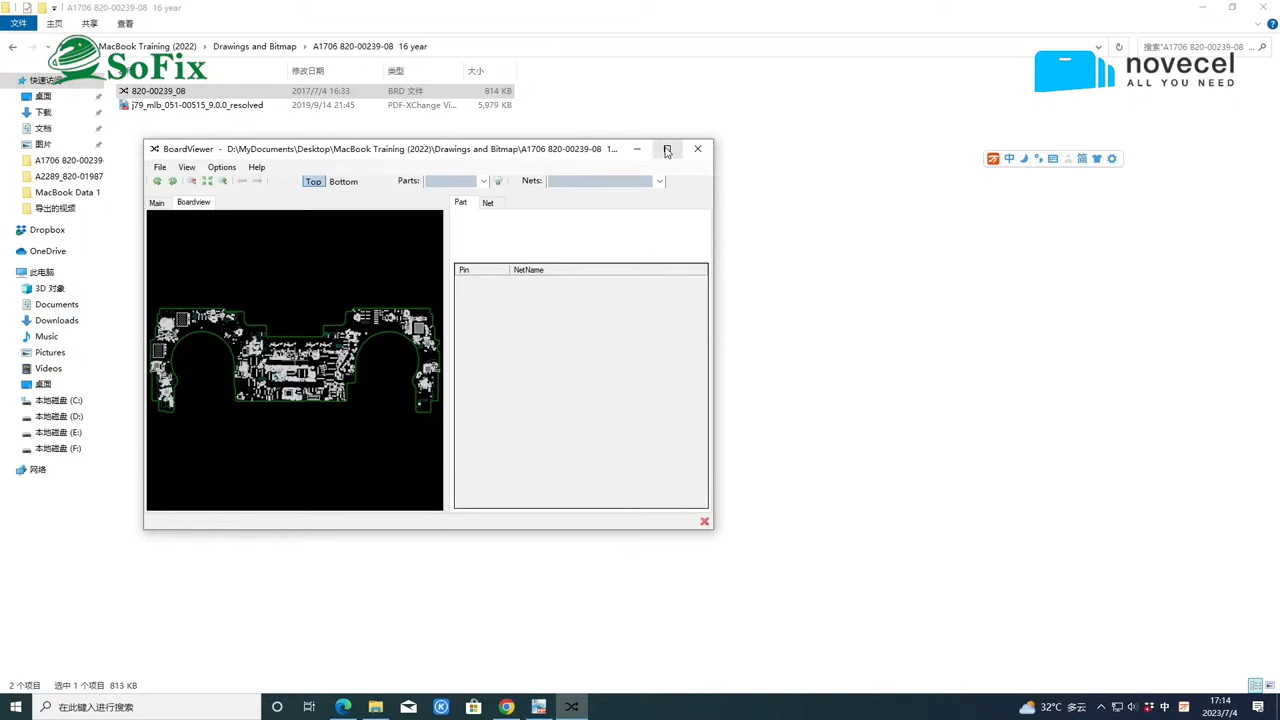 A1706 820-00239-08 16 year
文件 主页 共享 查看
MacBook Training (2022) Drawings and Bitmap A1706 820-00239-08 16 year
搜索"A1706 820-00239-08 ...
SoFix
novecel
ALL YOU NEED
修改日期 类型 大小
820-00239_08 2017/7/4 16:33 BRD 文件 814 KB
j79_mlb_051-00515_9.0.0_resolved 2019/9/14 21:45 PDF-XChange Vi... 5,979 KB
快速访问
桌面
下载
文档
图片
A1706 820-00239
A2289_820-01987
MacBook Data 1
导出的视频
Dropbox
OneDrive
此电脑
3D 对象
Documents
Downloads
Music
Pictures
Videos
桌面
本地磁盘 (C:)
本地磁盘 (D:)
本地磁盘 (E:)
本地磁盘 (F:)
网络
BoardViewer - D:\MyDocuments\Desktop\MacBook Training (2022)\Drawings and Bitmap\A1706 820-00239-08 1...
File View Options Help
Top Bottom Parts: Nets:
Main Boardview
Part Net
Pin NetName
中 简
2 个项目 选中 1 个项目 813 KB
在此键入进行搜索
32°C 多云
中
17:14
2023/7/4